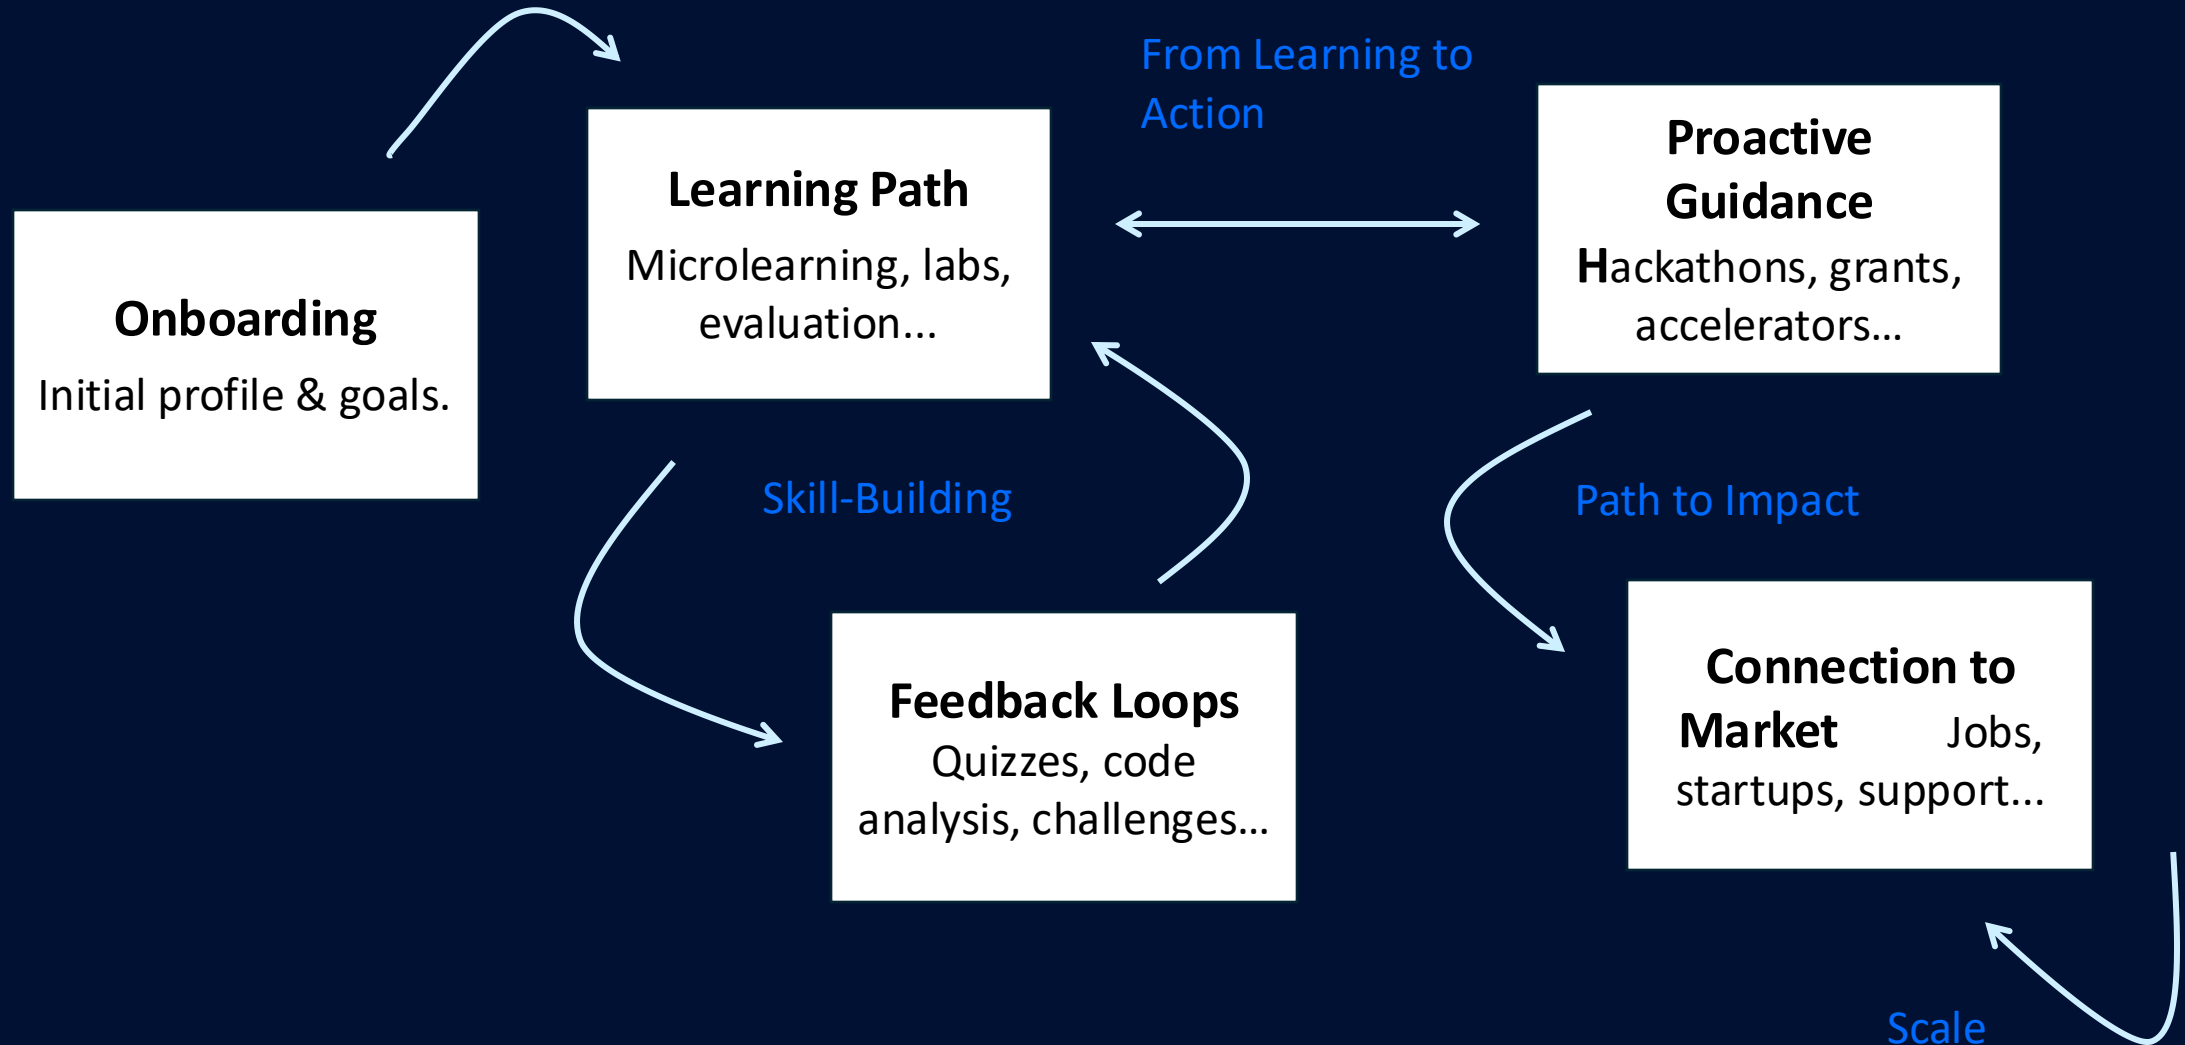 From Learning to
Action
Learning Path
Microlearning, labs,
evaluation...
Proactive
Guidance
Hackathons, grants,
accelerators...
Onboarding
Initial profile & goals.
Skill-Building
Path to Impact
Feedback Loops
Quizzes, code
analysis, challenges...
Connection to
Market Jobs,
startups, support...
Scale